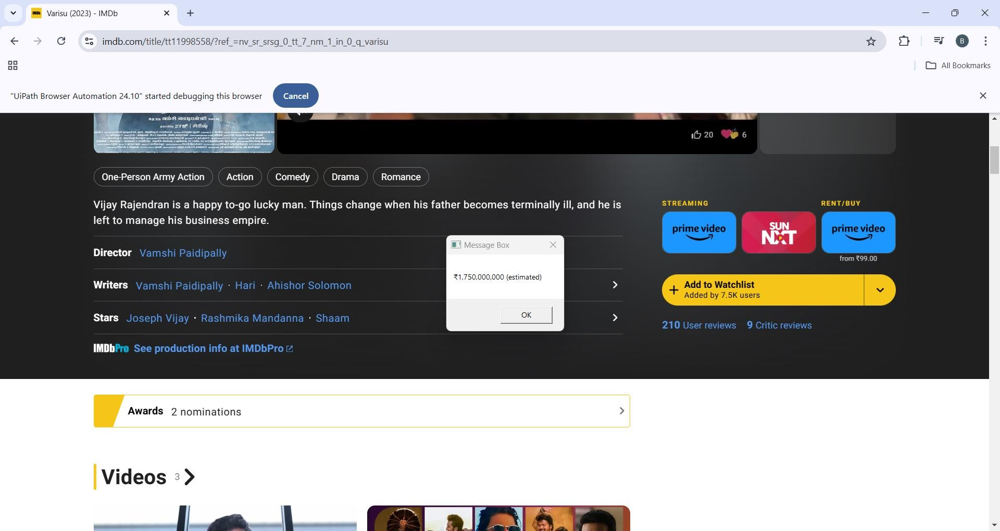 Varisu (2023) - IMDb
imdb.com/title/tt11998558/?ref_=nv_sr_srsg_0_tt_7_nm_1_in_0_q_varisu
B
All Bookmarks
"UiPath Browser Automation 24.10" started debugging this browser
Cancel
ராஜு | சிரிஷ்
20
6
One-Person Army Action
Action
Comedy
Drama
Romance
Vijay Rajendran is a happy to-go lucky man. Things change when his father becomes terminally ill, and he is
left to manage his business empire.
STREAMING
RENT/BUY
prime video
SUN
NXT
prime video
from ₹99.00
Director Vamshi Paidipally
Message Box
₹1,750,000,000 (estimated)
OK
Writers Vamshi Paidipally · Hari · Ahishor Solomon
Add to Watchlist
Added by 7.5K users
Stars Joseph Vijay · Rashmika Mandanna · Shaam
210 User reviews 9 Critic reviews
IMDbPro See production info at IMDbPro
Awards 2 nominations
Videos 3